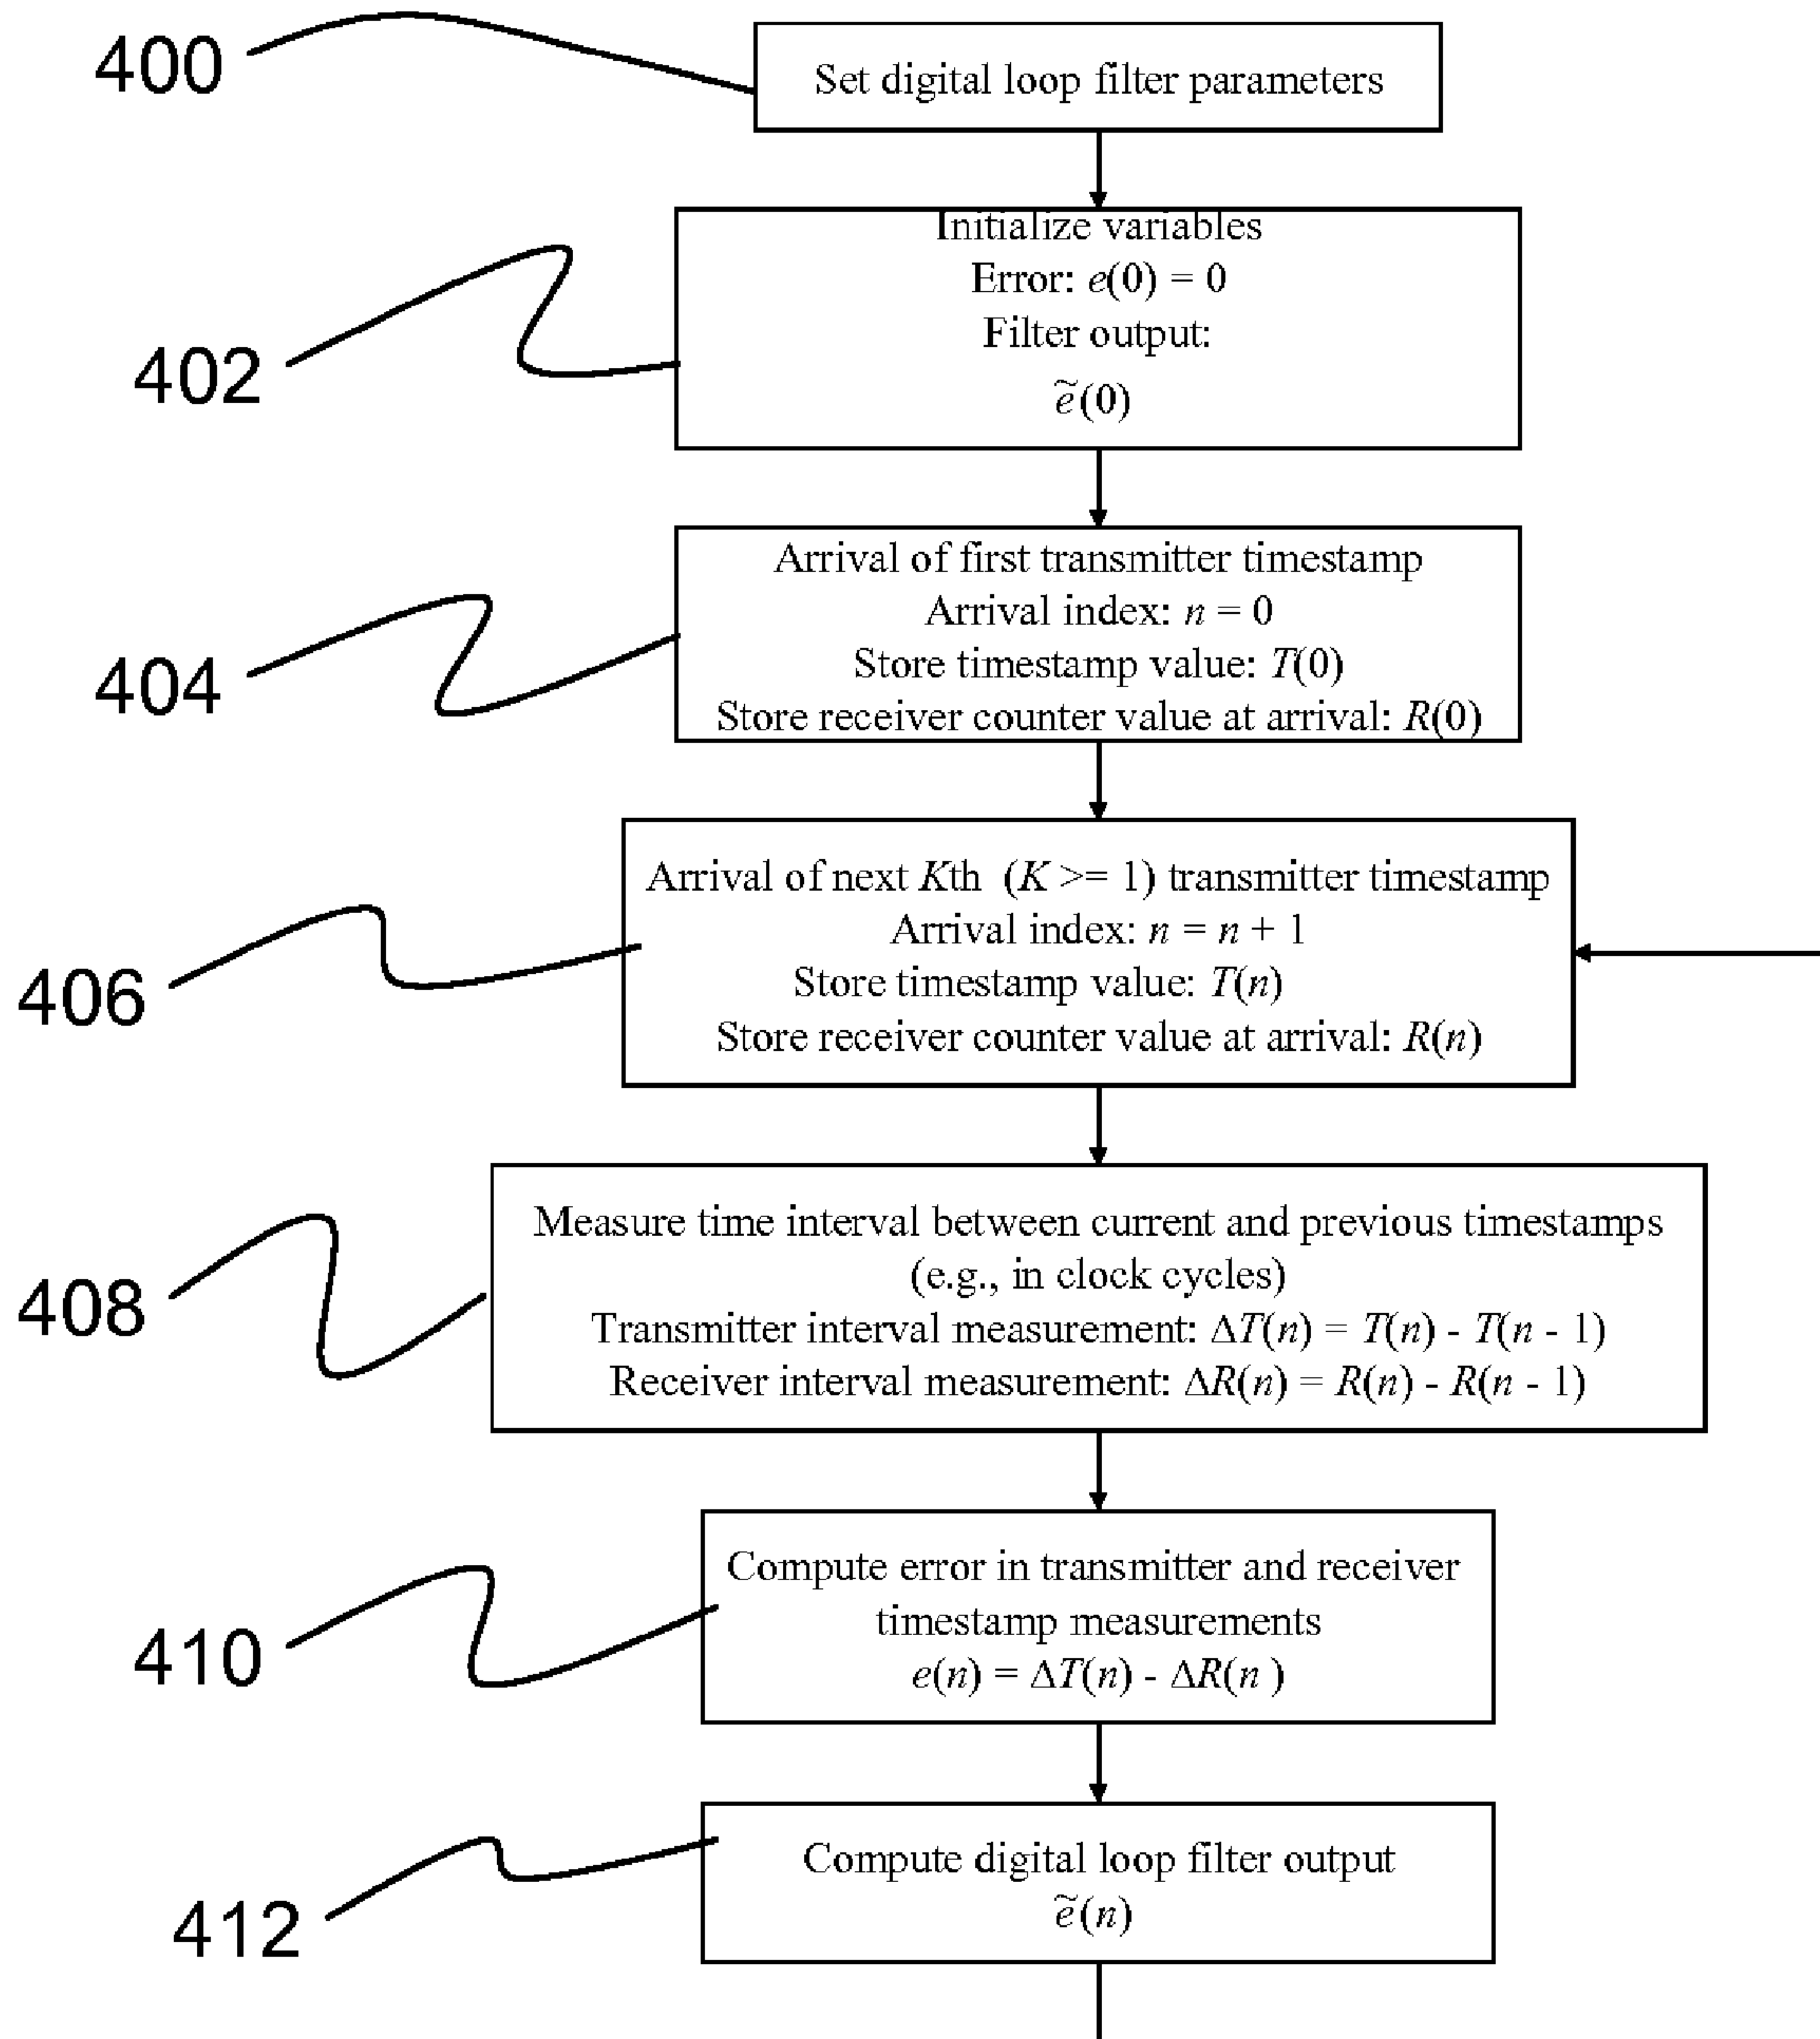 400
Set digital loop filter parameters
402
Initialize variables
Error: e(0) = 0
Filter output:
ẽ(0)
404
Arrival of first transmitter timestamp
Arrival index: n = 0
Store timestamp value: T(0)
Store receiver counter value at arrival: R(0)
406
Arrival of next Kth (K >= 1) transmitter timestamp
Arrival index: n = n + 1
Store timestamp value: T(n)
Store receiver counter value at arrival: R(n)
408
Measure time interval between current and previous timestamps
(e.g., in clock cycles)
Transmitter interval measurement: ΔT(n) = T(n) - T(n - 1)
Receiver interval measurement: ΔR(n) = R(n) - R(n - 1)
410
Compute error in transmitter and receiver
timestamp measurements
e(n) = ΔT(n) - ΔR(n )
412
Compute digital loop filter output
ẽ(n)